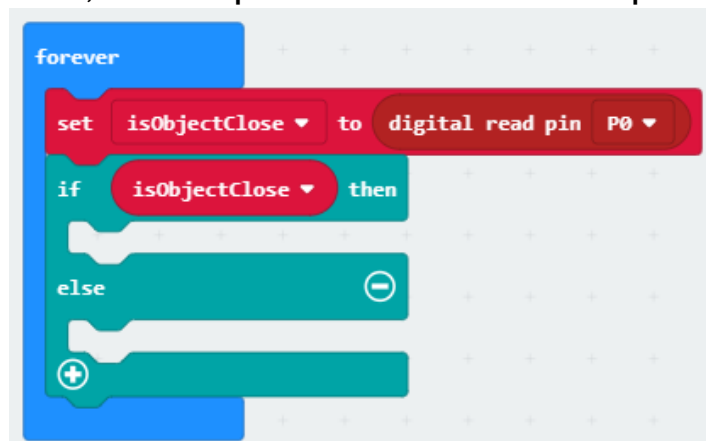 forever
set isObjectClose to digital read pin P0
if isObjectClose then
else